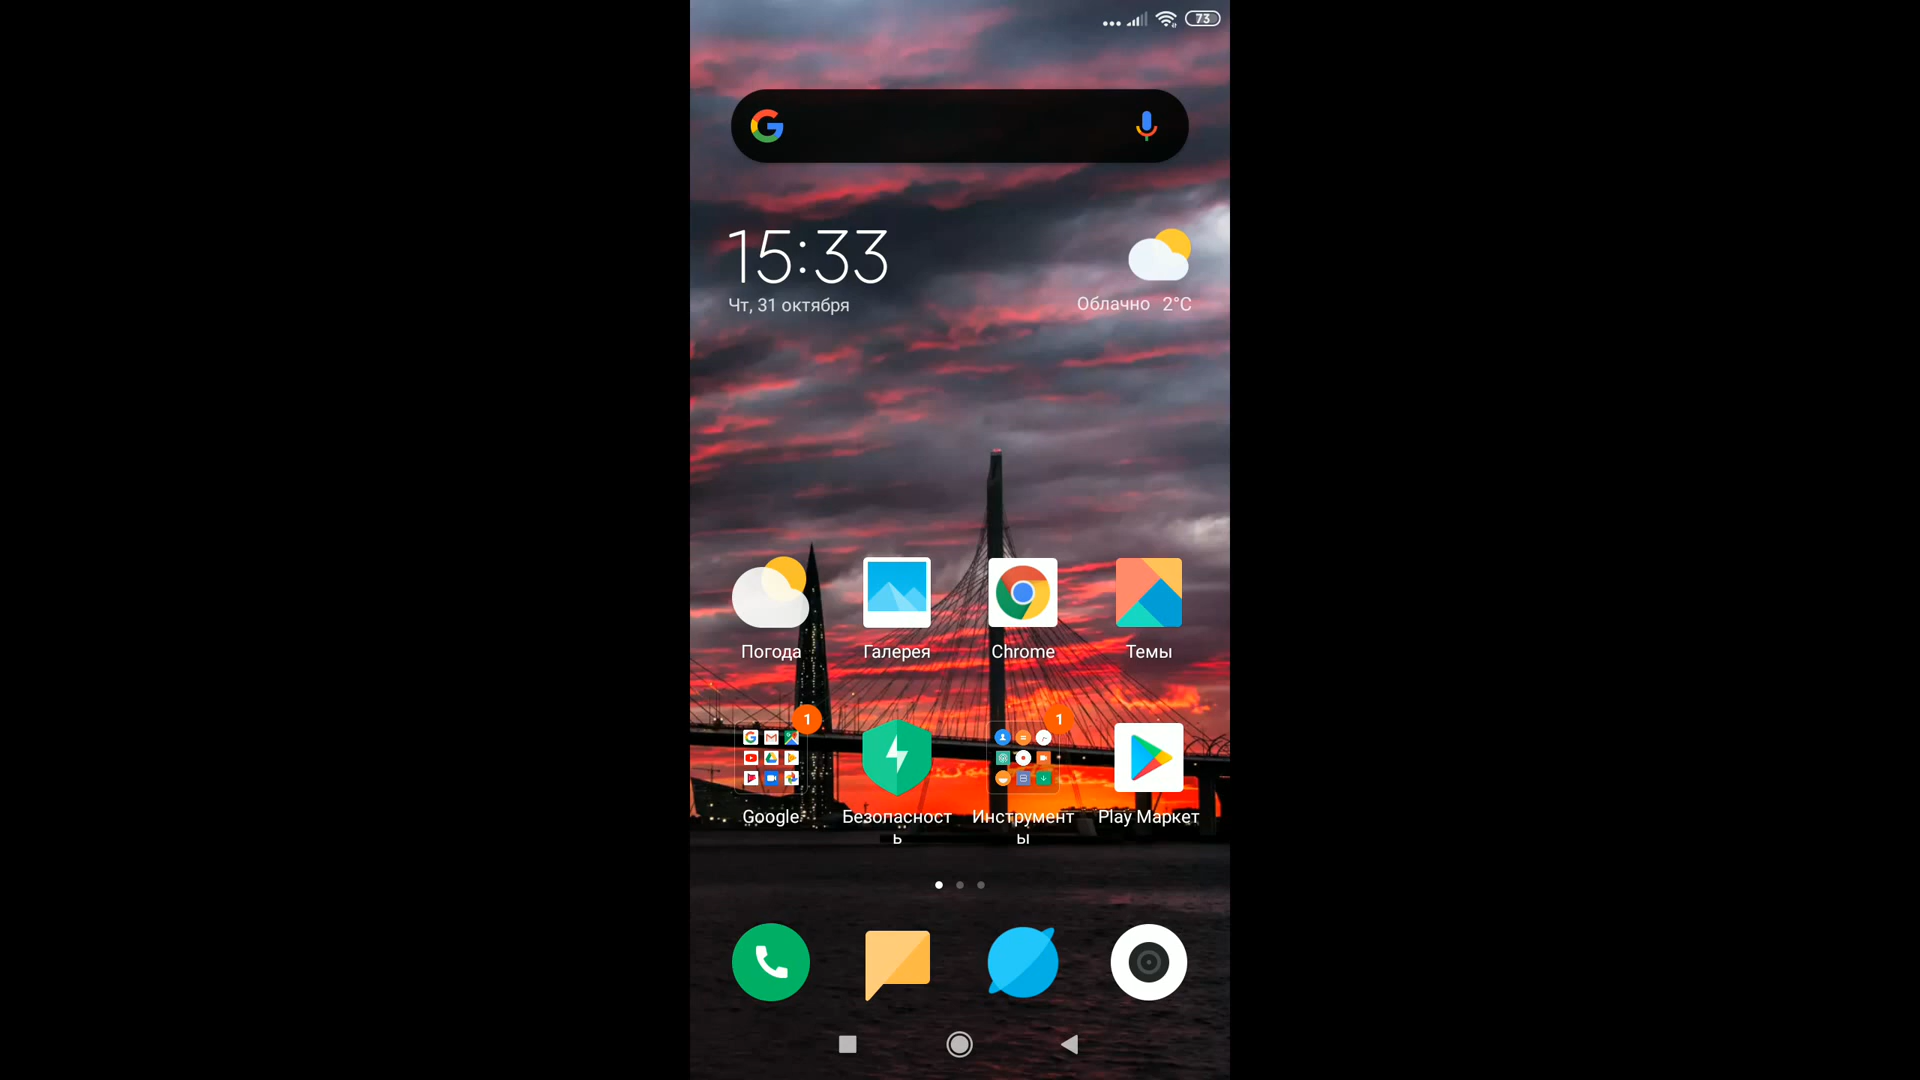 73
15:33
Чт, 31 октября
Облачно 2°C
Погода
Галерея
Chrome
Темы
1
1
Google
Безопасност
ь
Инструмент
ы
Play Маркет